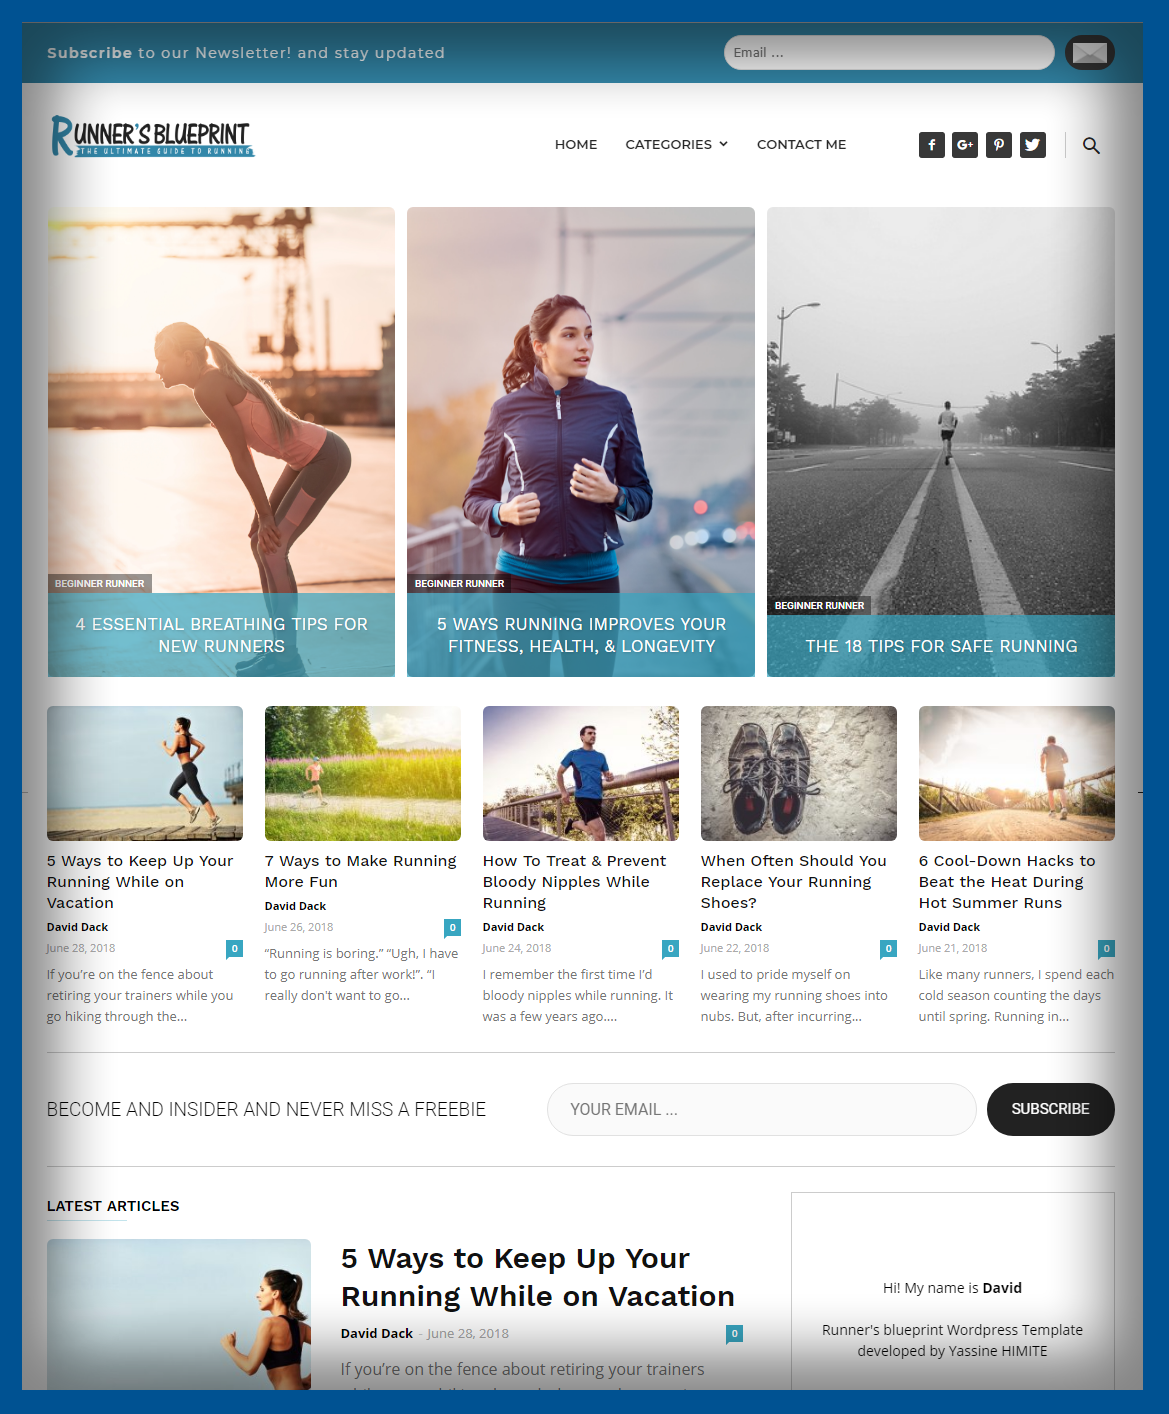 Subscribe to our Newsletter! and stay updated
Email ...
RUNNER'S BLUEPRINT
THE ULTIMATE GUIDE TO RUNNING
HOME CATEGORIES CONTACT ME
BEGINNER RUNNER
4 ESSENTIAL BREATHING TIPS FOR
NEW RUNNERS
BEGINNER RUNNER
5 WAYS RUNNING IMPROVES YOUR
FITNESS, HEALTH, & LONGEVITY
BEGINNER RUNNER
THE 18 TIPS FOR SAFE RUNNING
5 Ways to Keep Up Your
Running While on
Vacation
David Dack
June 28, 2018 0
If you're on the fence about
retiring your trainers while you
go hiking through the...
7 Ways to Make Running
More Fun
David Dack
June 26, 2018 0
“Running is boring.” “Ugh, I have
to go running after work!”. “I
really don't want to go...
How To Treat & Prevent
Bloody Nipples While
Running
David Dack
June 24, 2018 0
I remember the first time I'd
bloody nipples while running. It
was a few years ago....
When Often Should You
Replace Your Running
Shoes?
David Dack
June 22, 2018 0
I used to pride myself on
wearing my running shoes into
nubs. But, after incurring...
6 Cool-Down Hacks to
Beat the Heat During
Hot Summer Runs
David Dack
June 21, 2018 0
Like many runners, I spend each
cold season counting the days
until spring. Running in...
BECOME AND INSIDER AND NEVER MISS A FREEBIE
YOUR EMAIL ...
SUBSCRIBE
LATEST ARTICLES
5 Ways to Keep Up Your
Running While on Vacation
David Dack - June 28, 2018 0
If you're on the fence about retiring your trainers
Hi! My name is David
Runner's blueprint Wordpress Template
developed by Yassine HIMITE